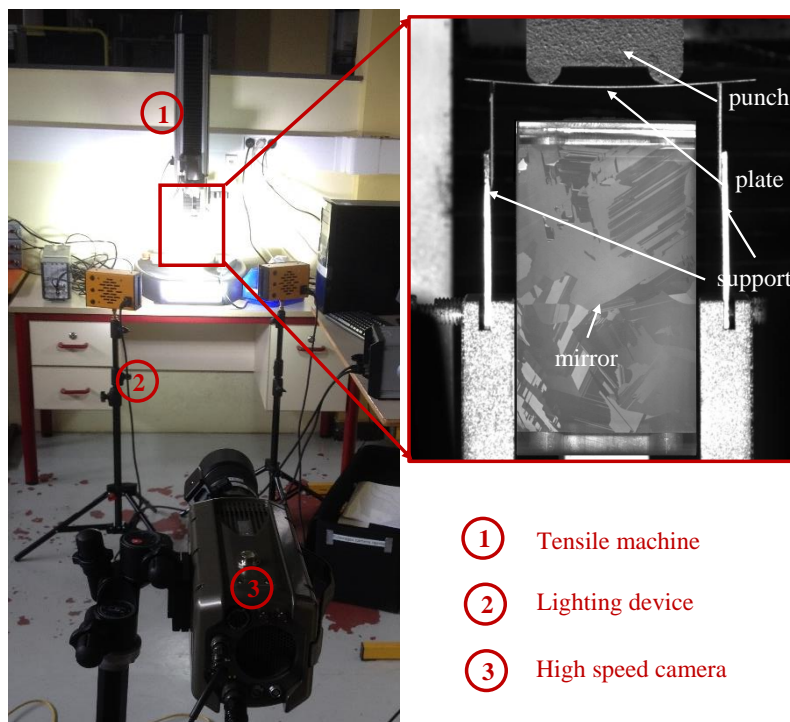 1
punch
plate
support
mirror
2
3
1 Tensile machine
2 Lighting device
3 High speed camera